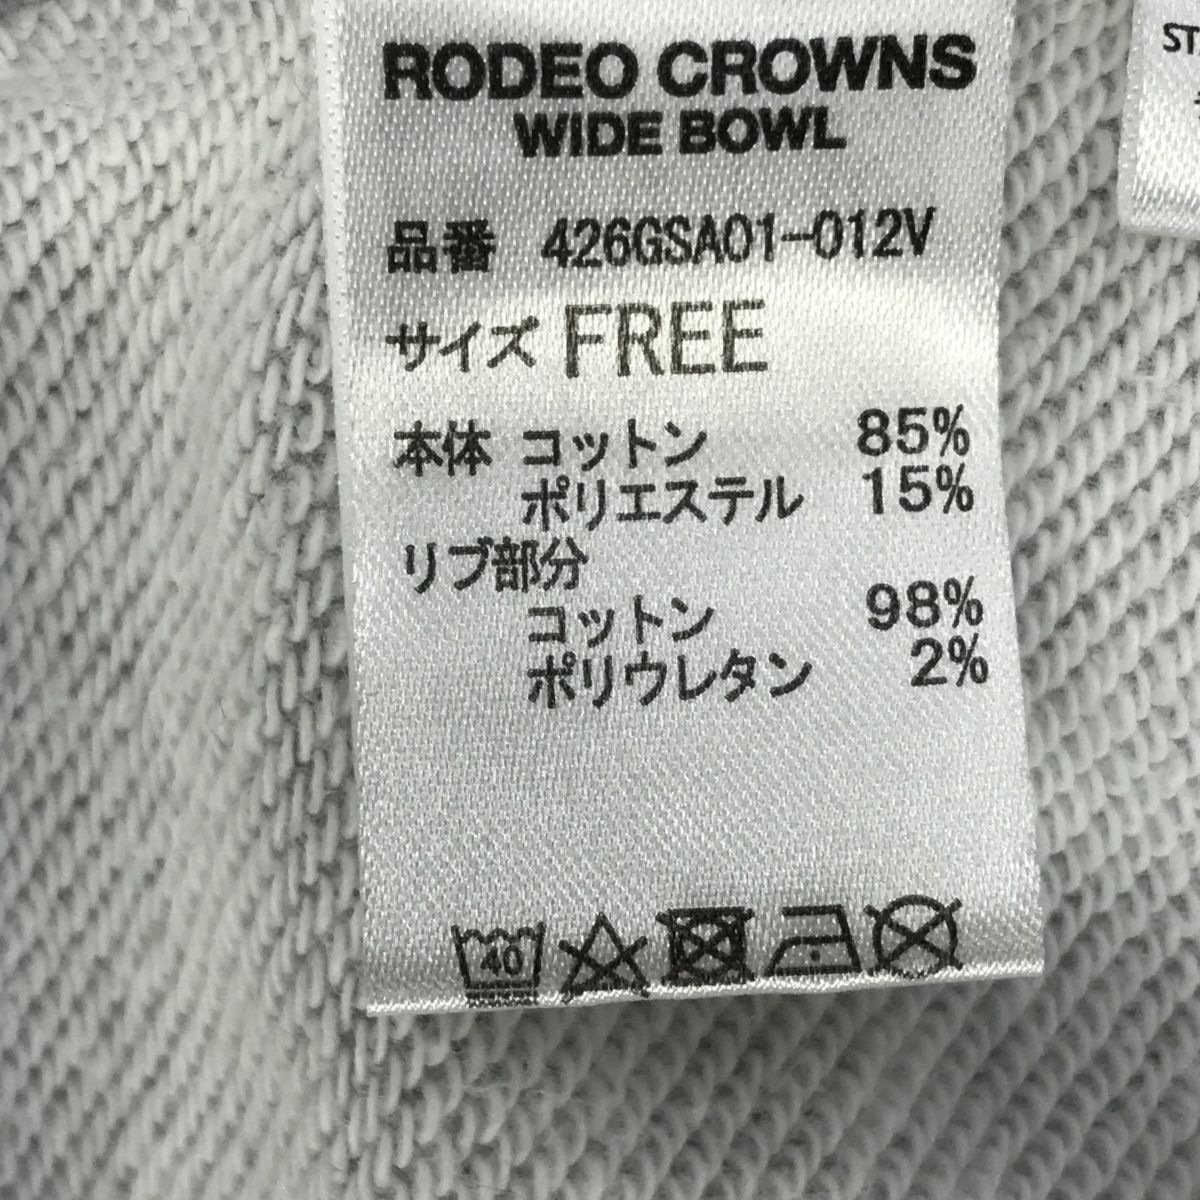 RODEO CROWNS
WIDE BOWL
品番 426GSA01-012V
サイズ FREE
本体 コットン 85%
ポリエステル 15%
リブ部分
コットン 98%
ポリウレタン 2%
40
ST